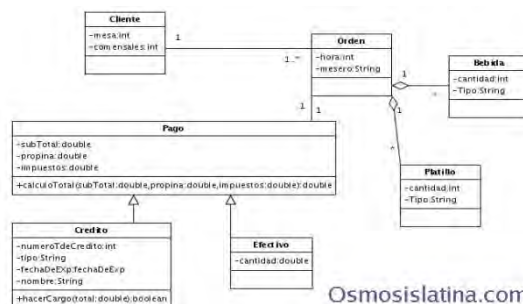 Cliente
-mesa:int
-comensales:int
1
1..*
Orden
-hora:int
-mesero:String
1
*
Bebida
-cantidad:int
-Tipo:String
1
*
Platillo
-cantidad:int
-Tipo:String
1
1
Pago
-subTotal:double
-propina:double
-impuestos:double
+calculoTotal(subTotal:double,propina:double,impuestos:double):double
Credito
-numeroTdeCredito:int
-tipo:String
-fechaDeExp:fechaDeExp
-nombre:String
+hacerCargo(total:double):boolean
Efectivo
-cantidad:double
Osmosislatina.com